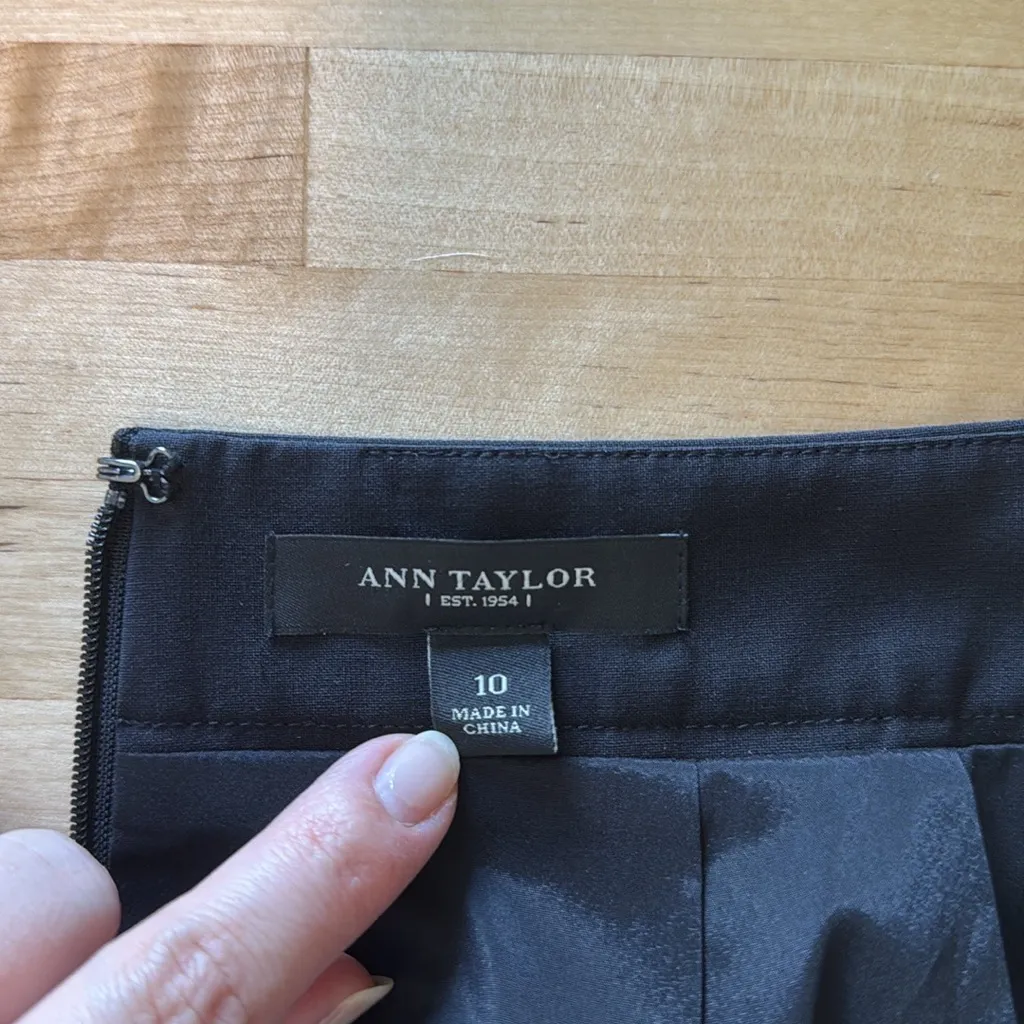 ANN TAYLOR
EST. 1954
10
MADE IN
CHINA